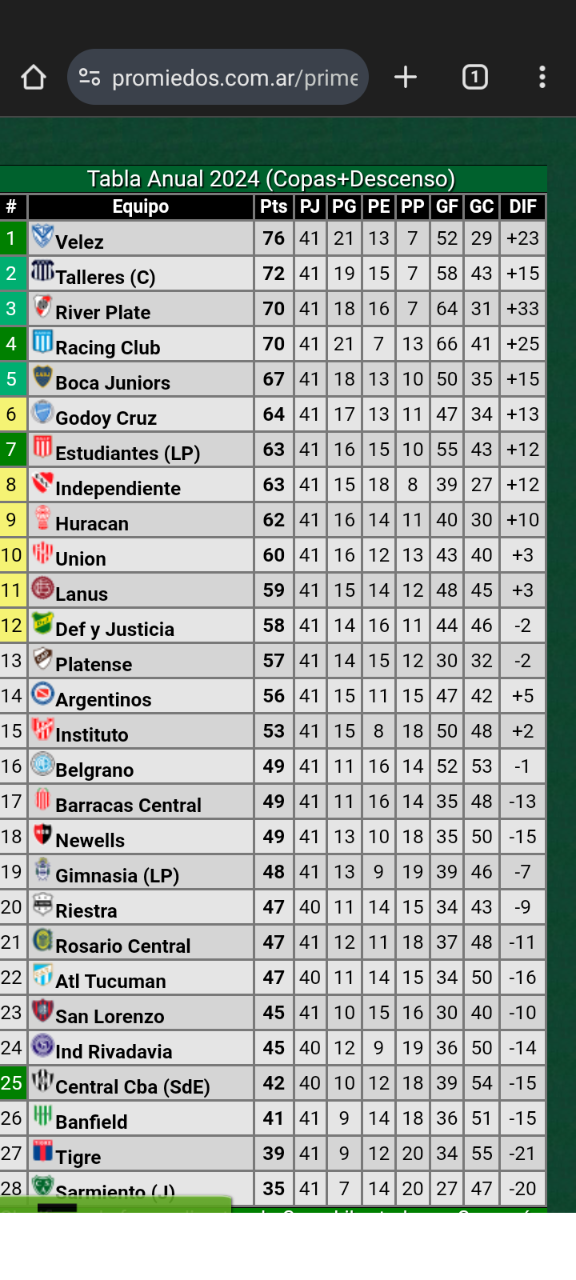 promiedos.com.ar/prime
1
Tabla Anual 2024 (Copas+Descenso)
# Equipo Pts PJ PG PE PP GF GC DIF
1 Velez 76 41 21 13 7 52 29 +23
2 Talleres (C) 72 41 19 15 7 58 43 +15
3 River Plate 70 41 18 16 7 64 31 +33
4 Racing Club 70 41 21 7 13 66 41 +25
5 Boca Juniors 67 41 18 13 10 50 35 +15
6 Godoy Cruz 64 41 17 13 11 47 34 +13
7 Estudiantes (LP) 63 41 16 15 10 55 43 +12
8 Independiente 63 41 15 18 8 39 27 +12
9 Huracan 62 41 16 14 11 40 30 +10
10 Union 60 41 16 12 13 43 40 +3
11 Lanus 59 41 15 14 12 48 45 +3
12 Def y Justicia 58 41 14 16 11 44 46 -2
13 Platense 57 41 14 15 12 30 32 -2
14 Argentinos 56 41 15 11 15 47 42 +5
15 Instituto 53 41 15 8 18 50 48 +2
16 Belgrano 49 41 11 16 14 52 53 -1
17 Barracas Central 49 41 11 16 14 35 48 -13
18 Newells 49 41 13 10 18 35 50 -15
19 Gimnasia (LP) 48 41 13 9 19 39 46 -7
20 Riestra 47 40 11 14 15 34 43 -9
21 Rosario Central 47 41 12 11 18 37 48 -11
22 Atl Tucuman 47 40 11 14 15 34 50 -16
23 San Lorenzo 45 41 10 15 16 30 40 -10
24 Ind Rivadavia 45 40 12 9 19 36 50 -14
25 Central Cba (SdE) 42 40 10 12 18 39 54 -15
26 Banfield 41 41 9 14 18 36 51 -15
27 Tigre 39 41 9 12 20 34 55 -21
28 Sarmiento (J) 35 41 7 14 20 27 47 -20